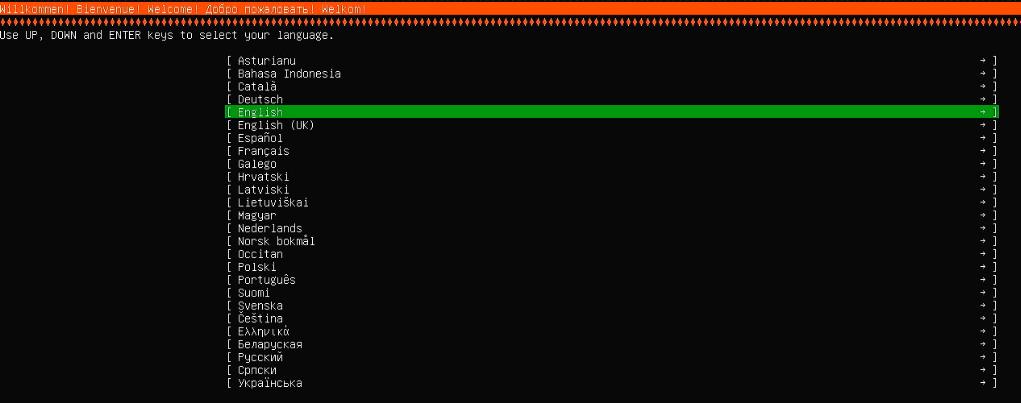 Willkommen! Bienvenue! Welcome! Добро пожаловать! Welkom!
Use UP, DOWN and ENTER keys to select your language.
[ Asturianu → ]
[ Bahasa Indonesia → ]
[ Català → ]
[ Deutsch → ]
[ English → ]
[ English (UK) → ]
[ Español → ]
[ Français → ]
[ Galego → ]
[ Hrvatski → ]
[ Latviski → ]
[ Lietuviškai → ]
[ Magyar → ]
[ Nederlands → ]
[ Norsk bokmål → ]
[ Occitan → ]
[ Polski → ]
[ Português → ]
[ Suomi → ]
[ Svenska → ]
[ Čeština → ]
[ Ελληνικά → ]
[ Беларуская → ]
[ Русский → ]
[ Српски → ]
[ Українська → ]